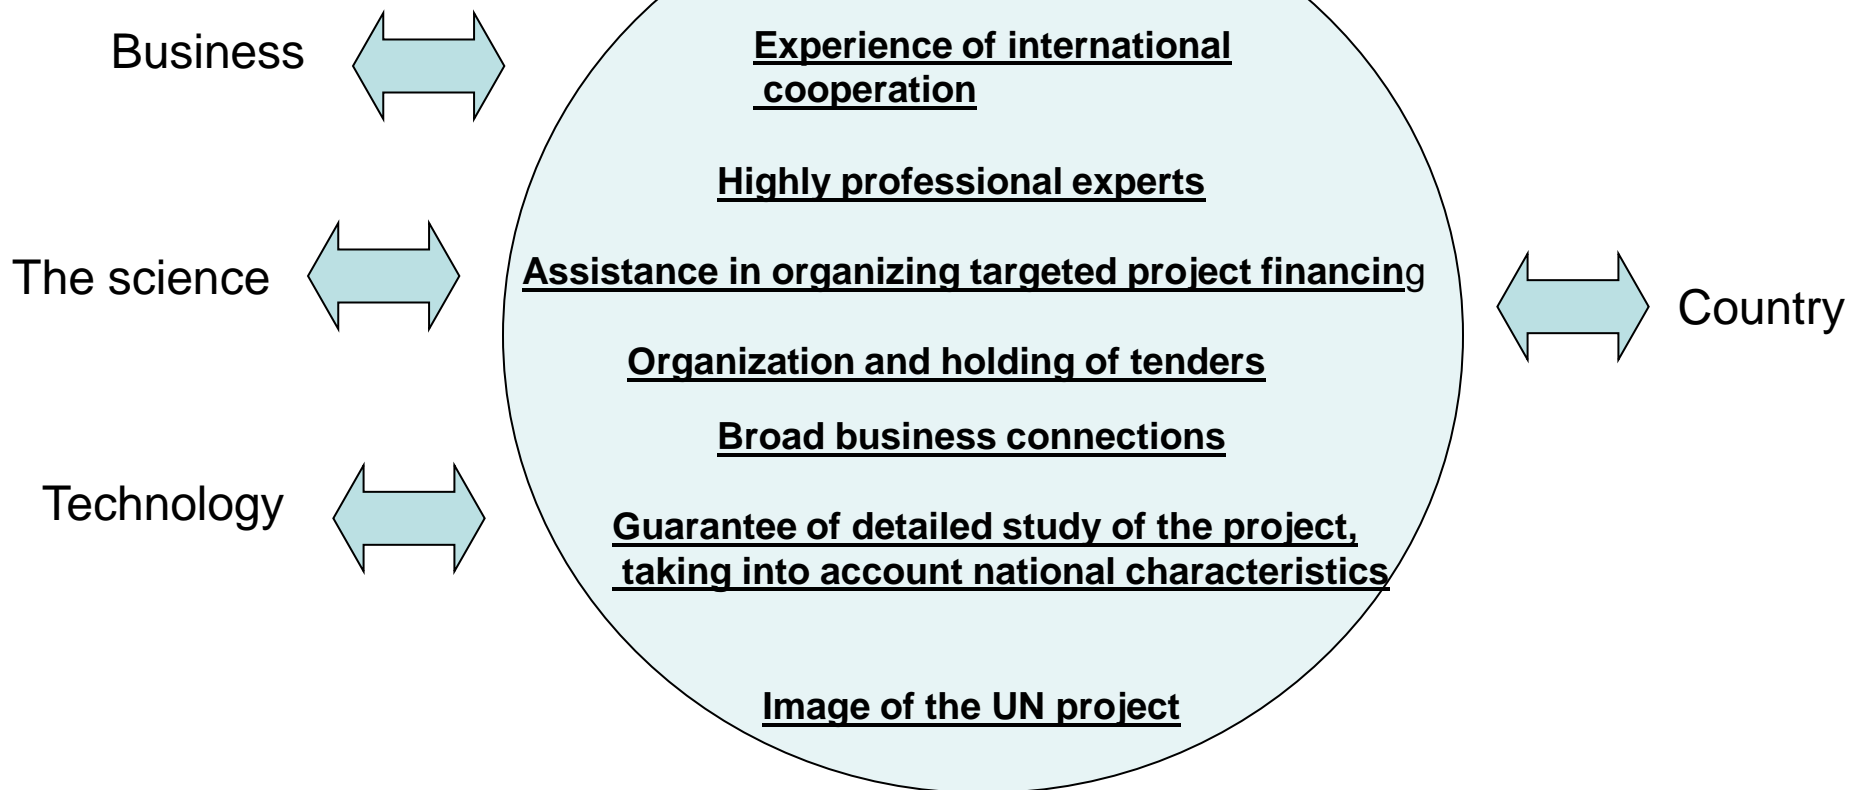 Business
Experience of international
cooperation
Highly professional experts
The science
Assistance in organizing targeted project financing
Country
Organization and holding of tenders
Broad business connections
Technology
Guarantee of detailed study of the project,
taking into account national characteristics
Image of the UN project